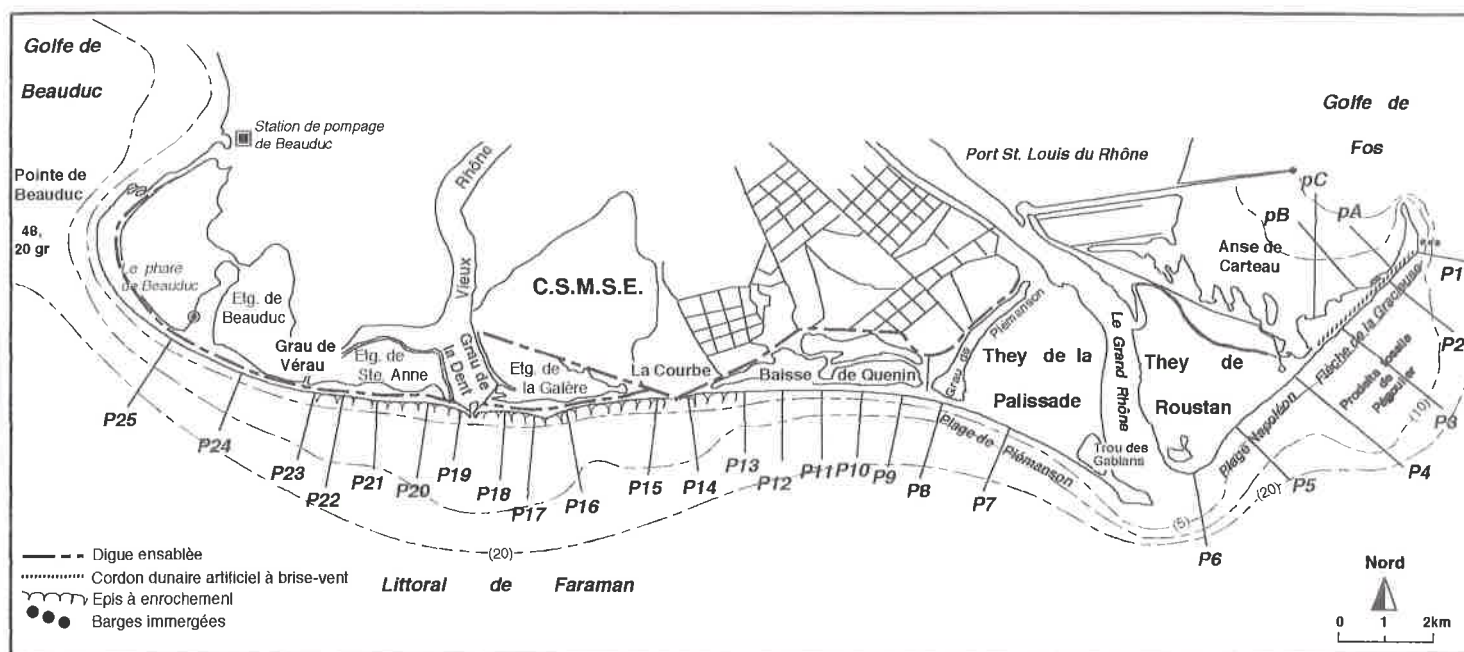 Golfe de
Beauduc
Station de pompage
de Beauduc
Pointe de
Beauduc
48,
20 gr
Le phare
de Beauduc
Etg. de
Beauduc
Grau de
Vérau
Etg. de
Ste. Anne
Vieux Rhône
Grau de
la Dent
C.S.M.S.E.
Etg. de
la Galère
La Courbe
Baisse de Quenin
Grau de Piémanson
They de la
Palissade
Plage de Piémanson
Le Grand Rhône
Trou des
Gablans
They de
Roustan
Port St. Louis du Rhône
Golfe de
Fos
pC
pB
pA
Anse de
Carteau
Flèche de la Gracieuse
Plage Napoléon
Prodelta fossile
de
Pégoulier
P1
P2
P3
P4
P5
P6
P7
P8
P9
P10
P11
P12
P13
P14
P15
P16
P17
P18
P19
P20
P21
P22
P23
P24
P25
(10)
(20)
(5)
(20)
Littoral de Faraman
Digue ensablèe
Cordon dunaire artificiel à brise-vent
Epis à enrochement
Barges immergées
Nord
0 1 2km